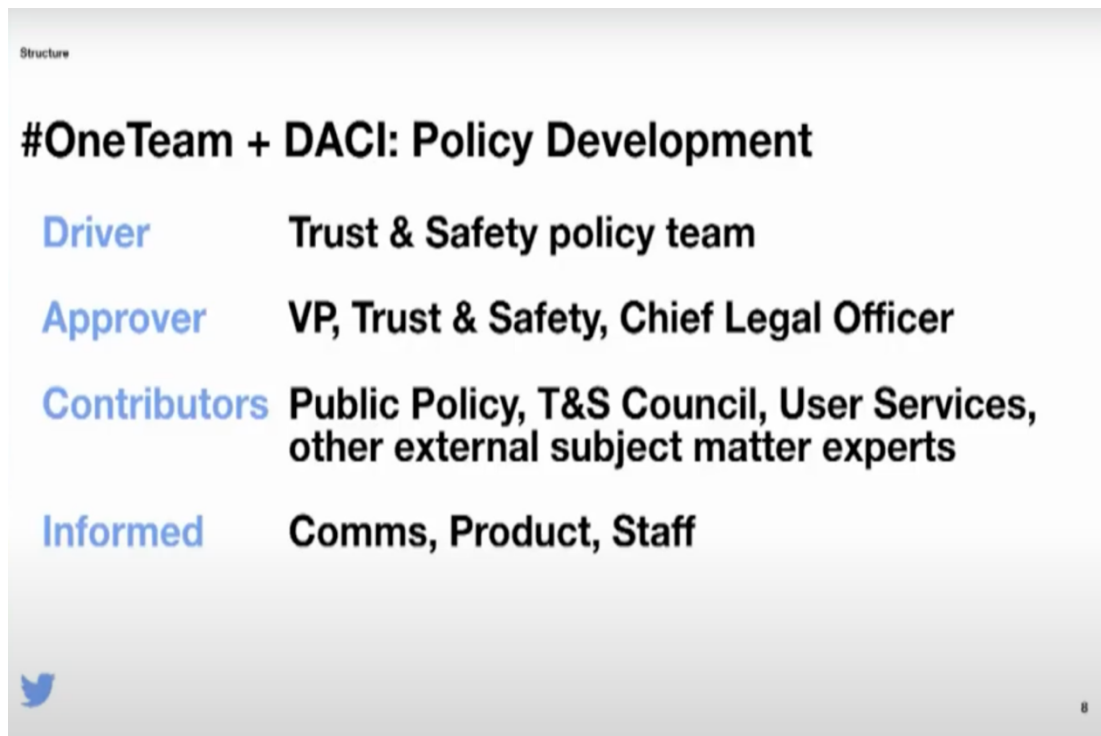 Structure
#OneTeam + DACI: Policy Development
Driver Trust & Safety policy team
Approver VP, Trust & Safety, Chief Legal Officer
Contributors Public Policy, T&S Council, User Services,
other external subject matter experts
Informed Comms, Product, Staff
8